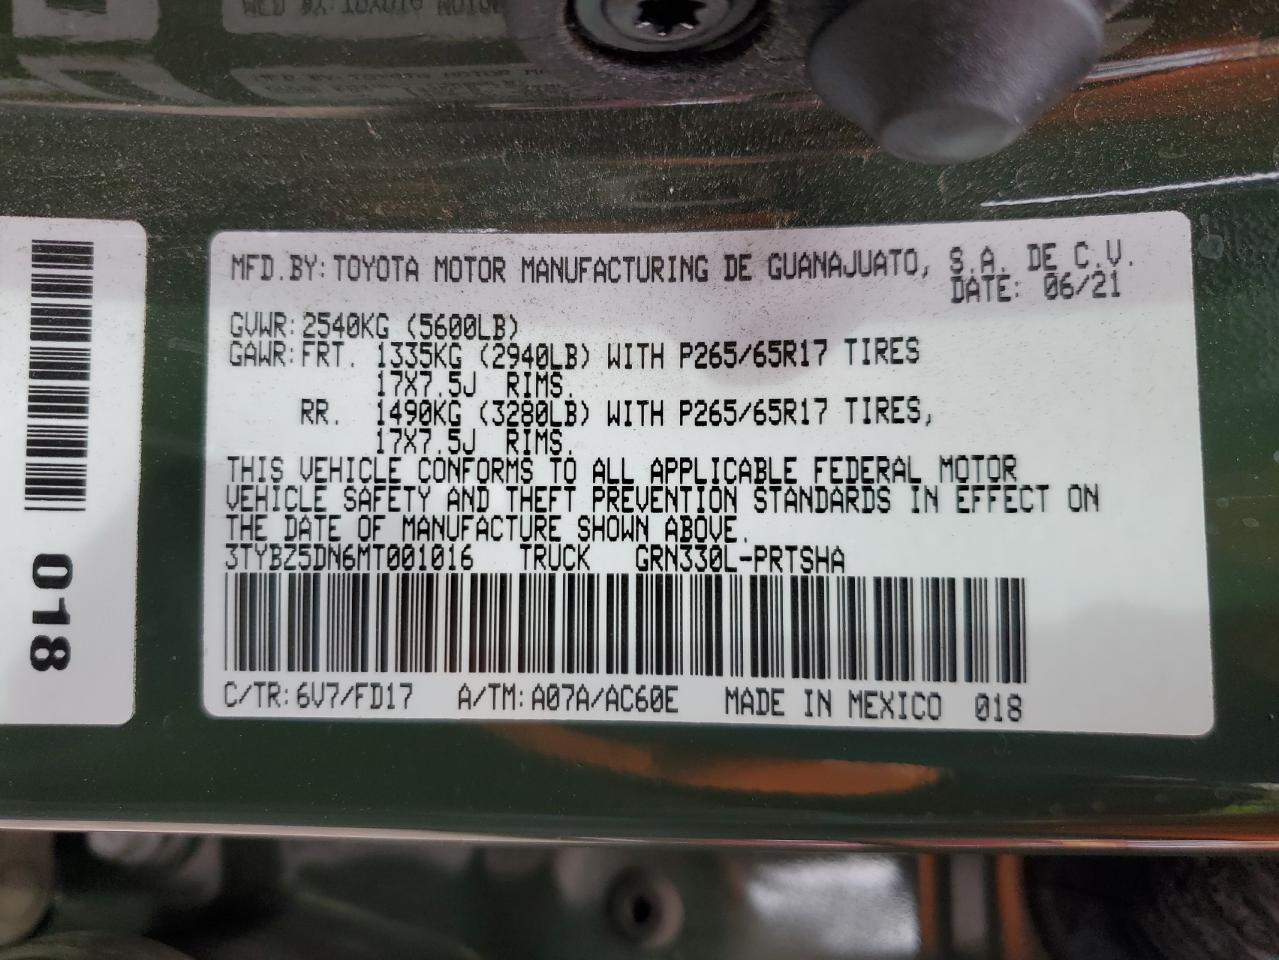 MFD.BY: TOYOTA MOTOR MANUFACTURING DE GUANAJUATO, S.A. DE C.V.
DATE: 06/21
GVWR: 2540KG (5600LB)
GAWR: FRT. 1335KG (2940LB) WITH P265/65R17 TIRES
17X7.5J RIMS.
RR. 1490KG (3280LB) WITH P265/65R17 TIRES,
17X7.5J RIMS.
THIS VEHICLE CONFORMS TO ALL APPLICABLE FEDERAL MOTOR
VEHICLE SAFETY AND THEFT PREVENTION STANDARDS IN EFFECT ON
THE DATE OF MANUFACTURE SHOWN ABOVE.
3TYBZ5DN6MT001016 TRUCK GRN330L-PRTSHA
C/TR: 6V7/FD17 A/TM: A07A/AC60E MADE IN MEXICO 018
018